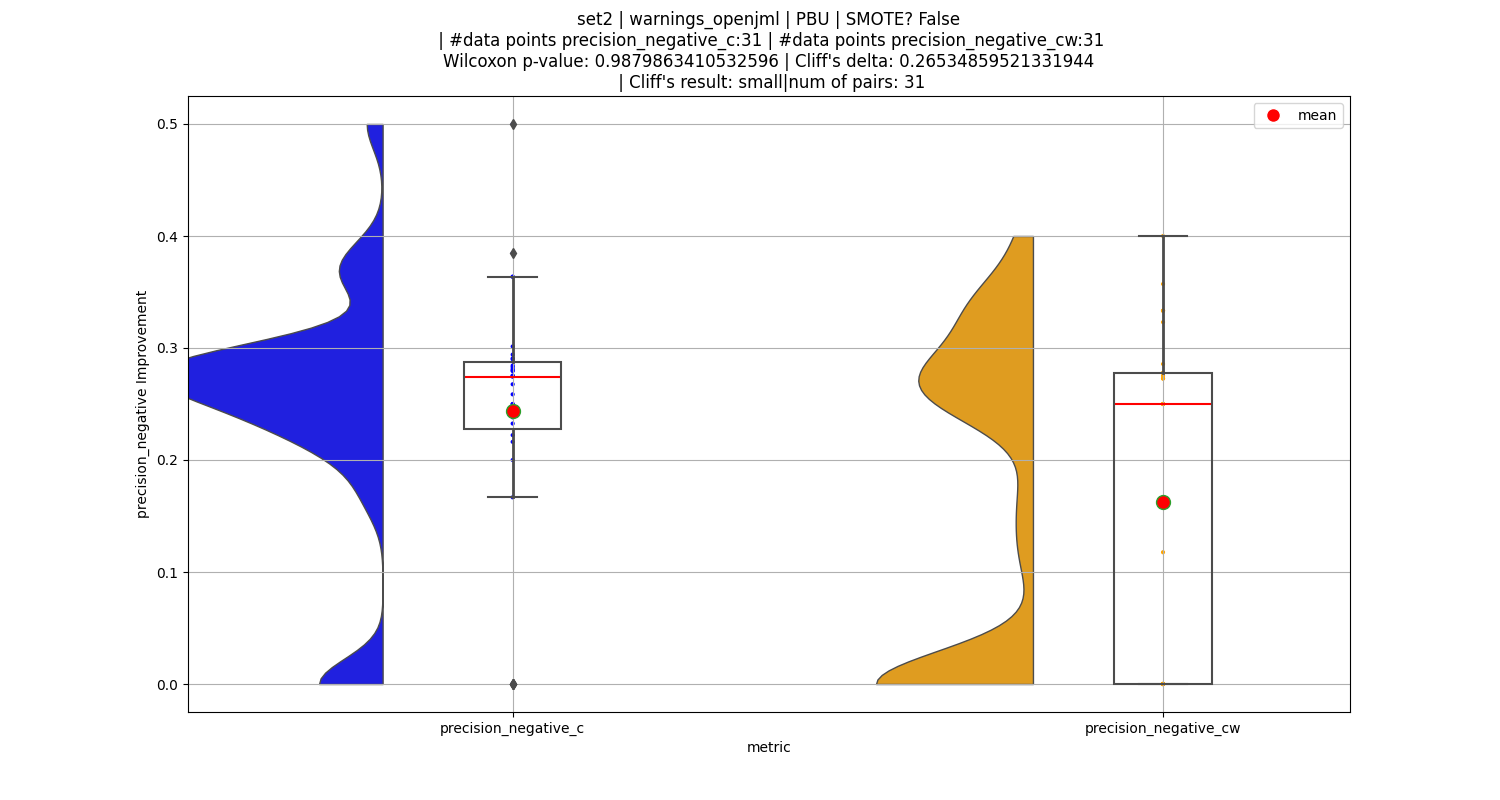 set2 | warnings_openjml | PBU | SMOTE? False
| #data points precision_negative_c:31 | #data points precision_negative_cw:31
Wilcoxon p-value: 0.9879863410532596 | Cliff's delta: 0.26534859521331944
| Cliff's result: small|num of pairs: 31
mean
0.5
0.4
0.3
0.2
0.1
0.0
precision_negative Improvement
precision_negative_c
precision_negative_cw
metric